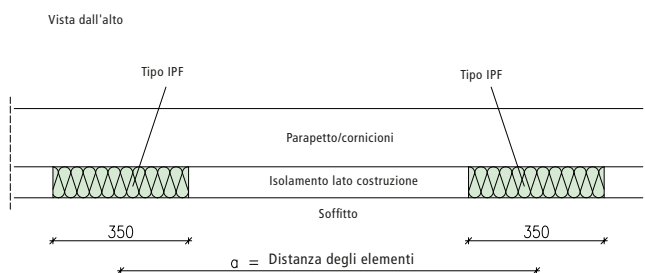 Vista dall'alto
Tipo IPF
Tipo IPF
Parapetto/cornicioni
Isolamento lato costruzione
Soffitto
350
350
a = Distanza degli elementi